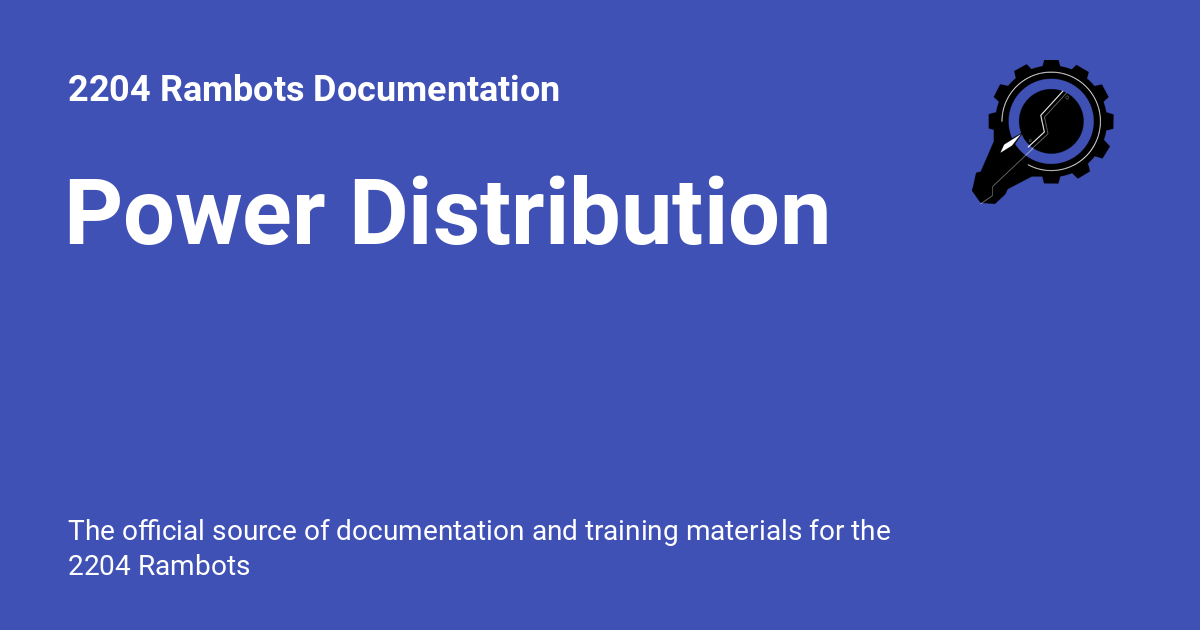 2204 Rambots Documentation
Power Distribution
The official source of documentation and training materials for the
2204 Rambots